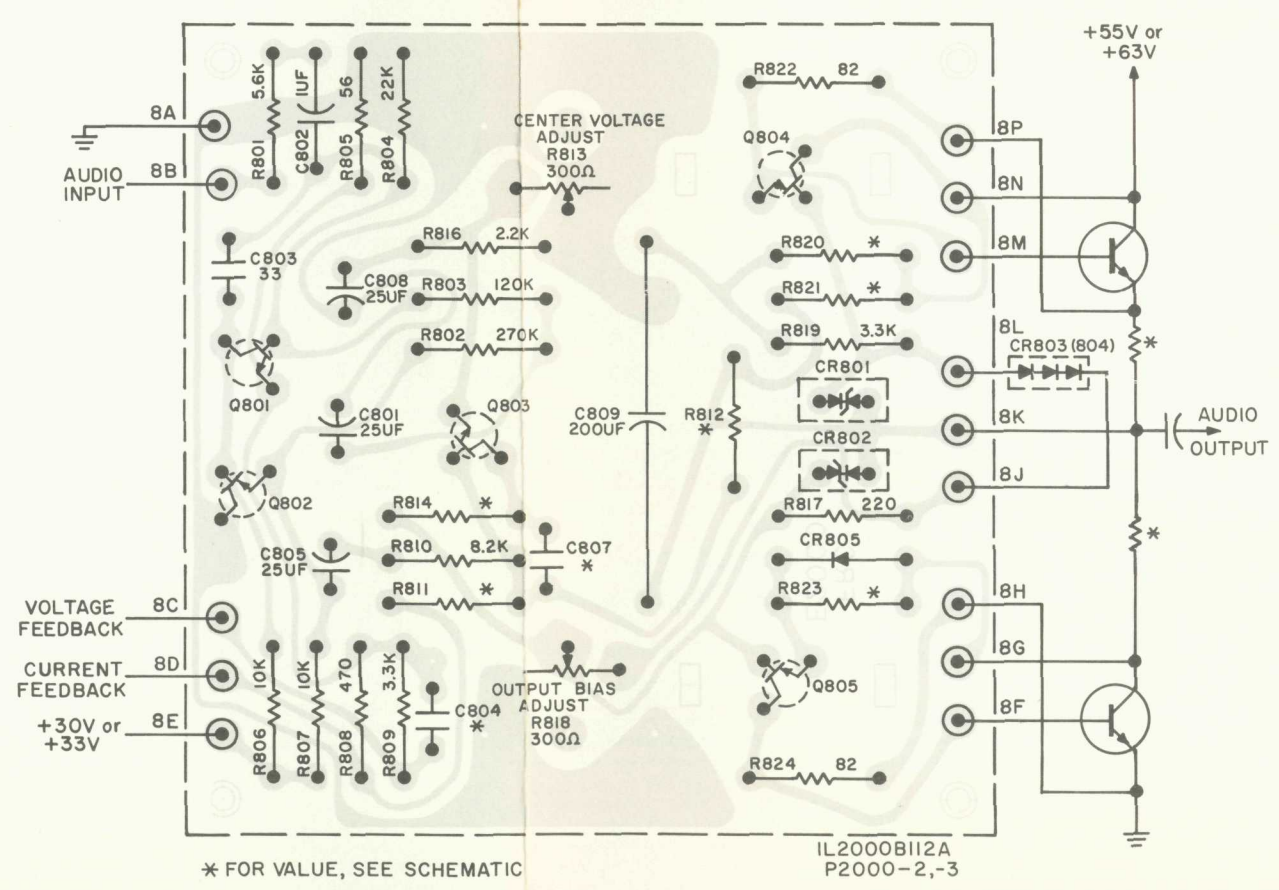 +55V or
+63V
5.6K
1UF
56
22K
R801
C802
R805
R804
8A
AUDIO
INPUT
8B
CENTER VOLTAGE
ADJUST
R813
300Ω
R822 82
Q804
8P
8N
8M
C803
33
C808
25UF
R816 2.2K
R803 120K
R802 270K
R820 *
R821 *
R819 3.3K
8L
CR803(804)
*
Q801
C801
25UF
Q803
C809
200UF
R812
*
CR801
CR802
8K
AUDIO
OUTPUT
8J
Q802
R814 *
R810 8.2K
R811 *
C805
25UF
C807
*
R817 220
CR805
R823 *
*
VOLTAGE
FEEDBACK
8C
CURRENT
FEEDBACK
8D
+30V or
+33V
8E
8H
8G
8F
10K
10K
470
3.3K
R806
R807
R808
R809
C804
*
OUTPUT BIAS
ADJUST
R818
300Ω
Q805
R824 82
* FOR VALUE, SEE SCHEMATIC
IL2000B112A
P2000-2,-3